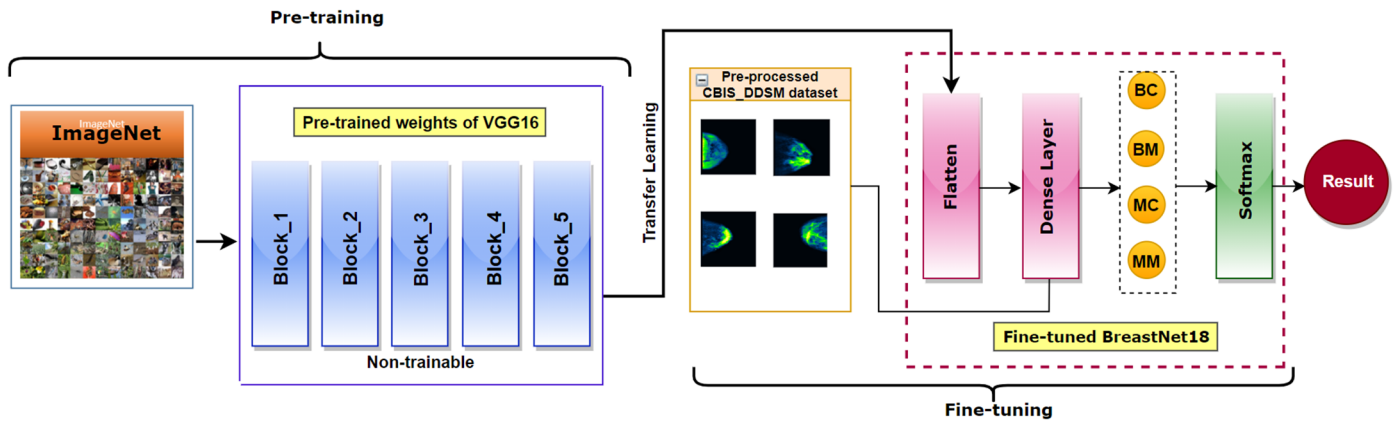 Pre-training
ImageNet
ImageNet
Pre-trained weights of VGG16
Block_1
Block_2
Block_3
Block_4
Block_5
Non-trainable
Transfer Learning
Pre-processed
CBIS_DDSM dataset
Flatten
Dense Layer
BC
BM
MC
MM
Softmax
Result
Fine-tuned BreastNet18
Fine-tuning